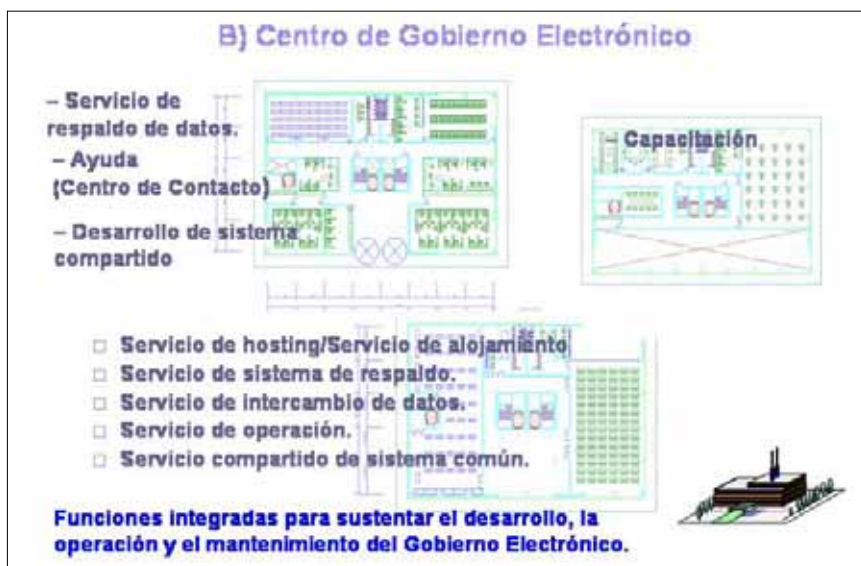 B) Centro de Gobierno Electrónico
– Servicio de
respaldo de datos.
– Ayuda
(Centro de Contacto)
– Desarrollo de sistema
compartido
– Capacitación
□ Servicio de hosting/Servicio de alojamiento
□ Servicio de sistema de respaldo.
□ Servicio de intercambio de datos.
□ Servicio de operación.
□ Servicio compartido de sistema común.
Funciones integradas para sustentar el desarrollo, la
operación y el mantenimiento del Gobierno Electrónico.